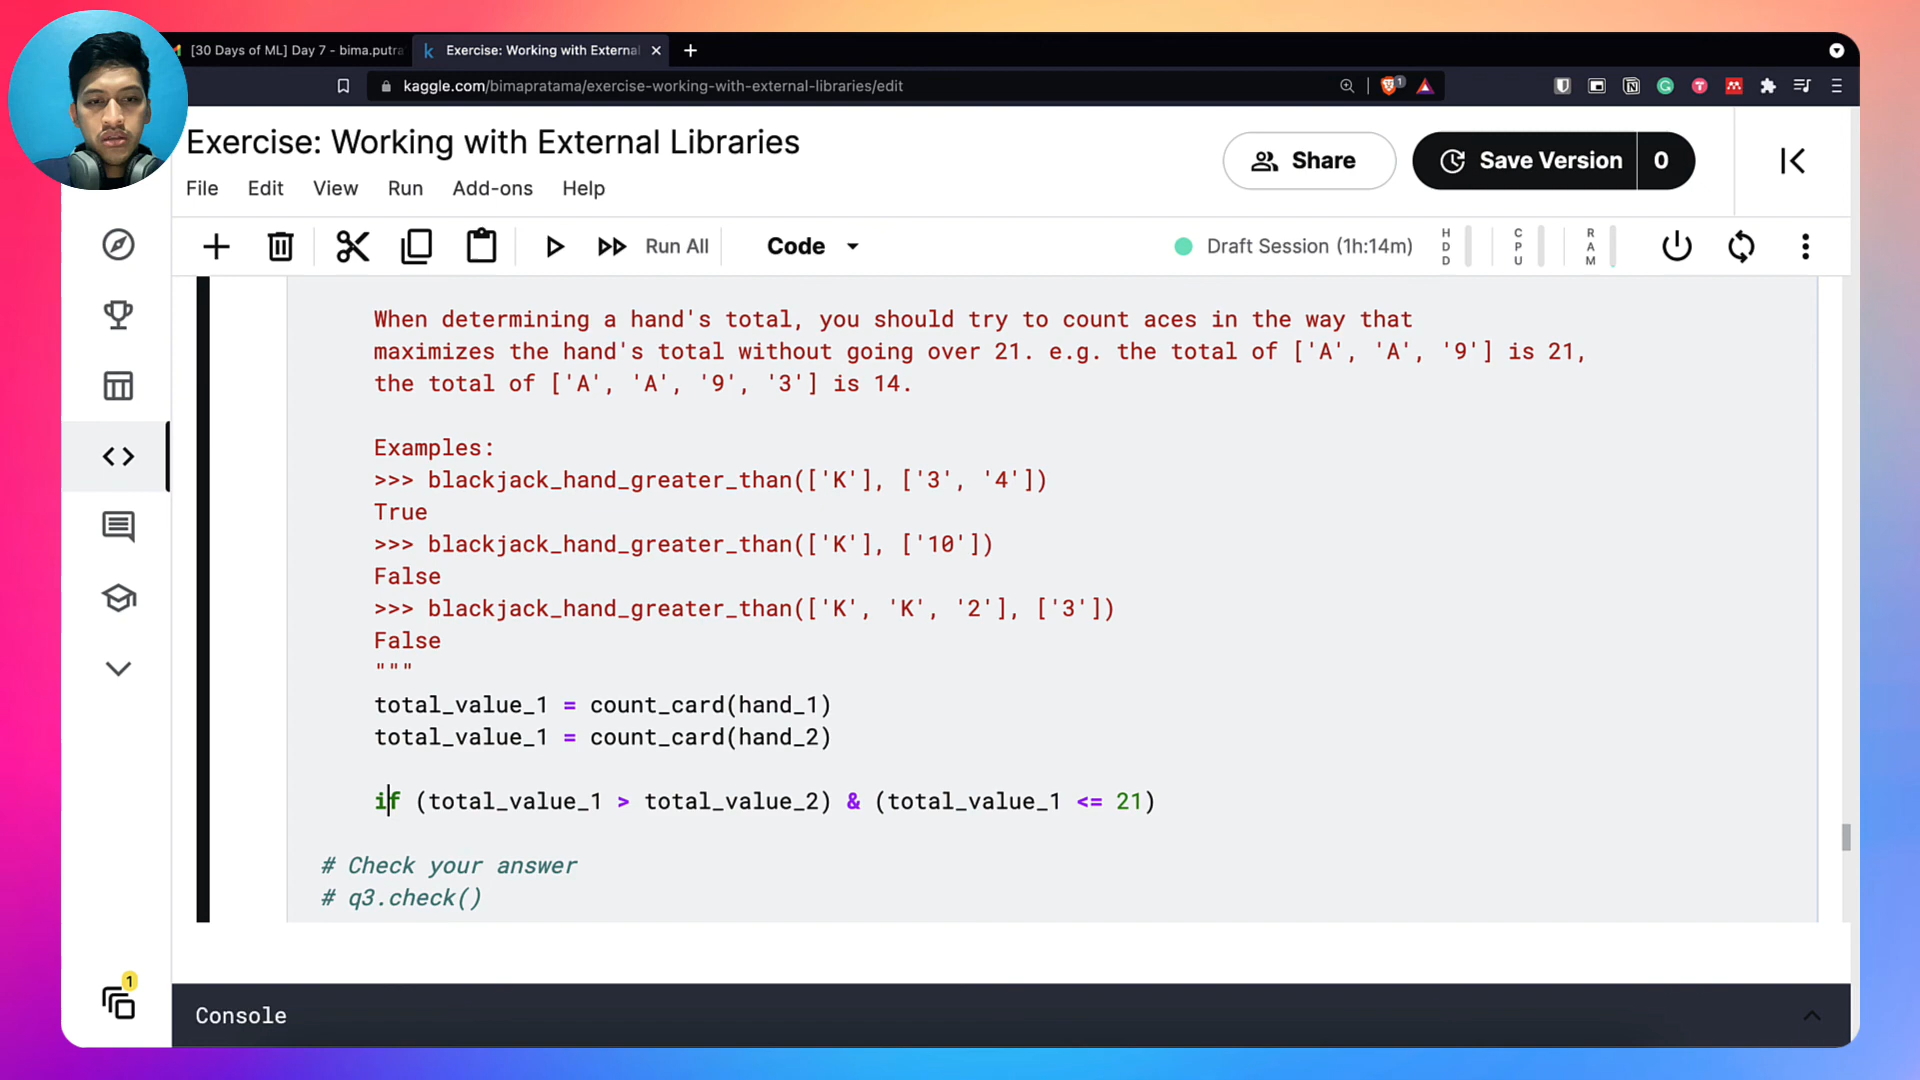 [30 Days of ML] Day 7 - bima.putra
Exercise: Working with External
kaggle.com/bimapratama/exercise-working-with-external-libraries/edit
Exercise: Working with External Libraries
Share
Save Version
0
File Edit View Run Add-ons Help
Run All
Code
Draft Session (1h:14m)
HDD
CPU
RAM
When determining a hand's total, you should try to count aces in the way that
maximizes the hand's total without going over 21. e.g. the total of ['A', 'A', '9'] is 21,
the total of ['A', 'A', '9', '3'] is 14.
Examples:
>>> blackjack_hand_greater_than(['K'], ['3', '4'])
True
>>> blackjack_hand_greater_than(['K'], ['10'])
False
>>> blackjack_hand_greater_than(['K', 'K', '2'], ['3'])
False
"""
total_value_1 = count_card(hand_1)
total_value_1 = count_card(hand_2)
if (total_value_1 > total_value_2) & (total_value_1 <= 21)
# Check your answer
# q3.check()
1
Console